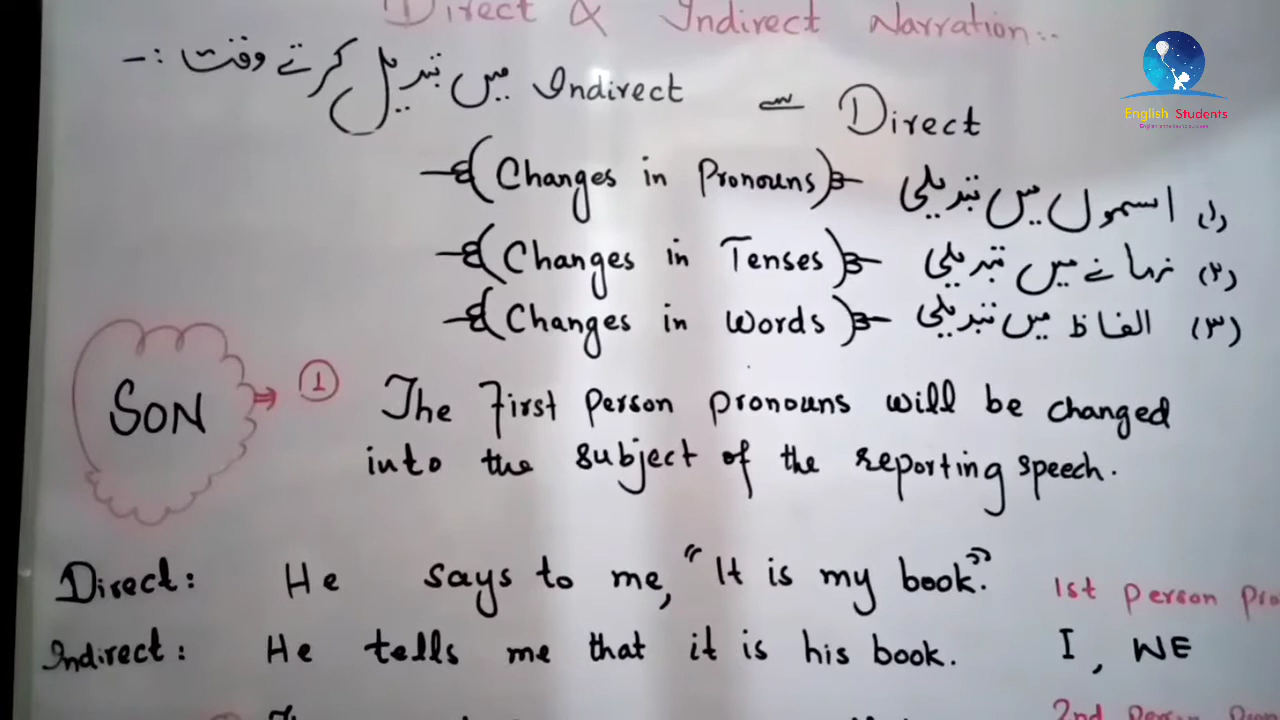 Direct & Indirect Narration:-
Direct سے Indirect میں تبدیل کرتے وقت :-
(۱) اسموں میں تبدیلی (Changes in Pronouns)
(۲) زمانے میں تبدیلی (Changes in Tenses)
(۳) الفاظ میں تبدیلی (Changes in Words)
SON ⇒ ① The First person pronouns will be changed
into the subject of the reporting speech.
Direct: He says to me, "It is my book".
Indirect: He tells me that it is his book.
1st person
I, WE
2nd
English Students